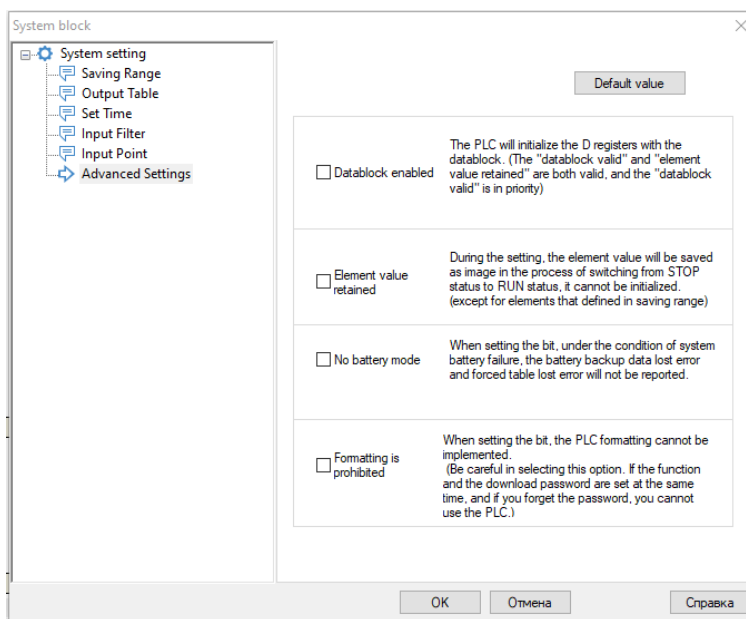 System block
System setting
Saving Range
Output Table
Set Time
Input Filter
Input Point
Advanced Settings
Default value
Datablock enabled
The PLC will initialize the D registers with the
datablock. (The "datablock valid" and "element
value retained" are both valid, and the "datablock
valid" is in priority)
Element value
retained
During the setting, the element value will be saved
as image in the process of switching from STOP
status to RUN status, it cannot be initialized.
(except for elements that defined in saving range)
No battery mode
When setting the bit, under the condition of system
battery failure, the battery backup data lost error
and forced table lost error will not be reported.
Formatting is
prohibited
When setting the bit, the PLC formatting cannot be
implemented.
(Be careful in selecting this option. If the function
and the download password are set at the same
time, and if you forget the password, you cannot
use the PLC.)
OK
Отмена
Справка